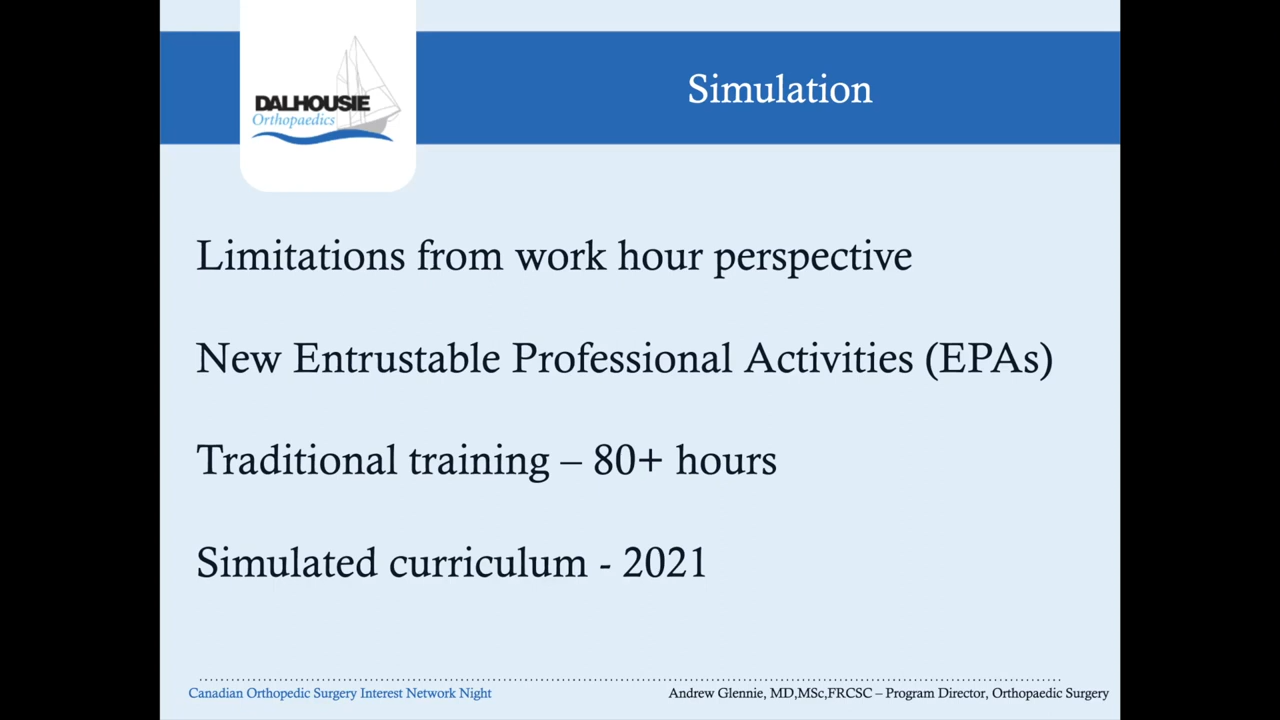 DALHOUSIE
Orthopaedics
Simulation
Limitations from work hour perspective
New Entrustable Professional Activities (EPAs)
Traditional training – 80+ hours
Simulated curriculum - 2021
Canadian Orthopedic Surgery Interest Network Night
Andrew Glennie, MD,MSc,FRCSC – Program Director, Orthopaedic Surgery